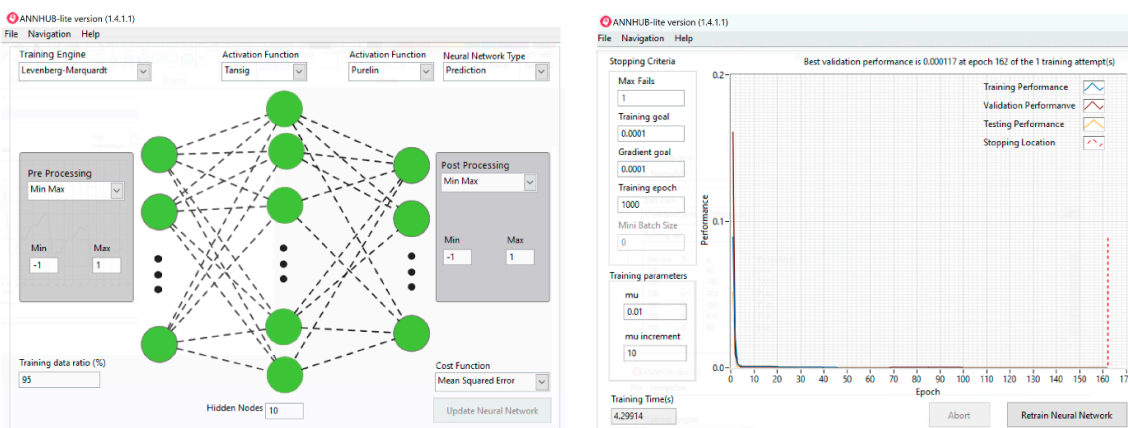 ANNHUB-lite version (1.4.1.1)
File Navigation Help
Training Engine
Levenberg-Marquardt
Activation Function
Tansig
Activation Function
Purelin
Neural Network Type
Prediction
Pre Processing
Min Max
Min Max
-1 1
Post Processing
Min Max
Min Max
-1 1
Training data ratio (%)
95
Hidden Nodes 10
Cost Function
Mean Squared Error
Update Neural Network
ANNHUB-lite version (1.4.1.1)
File Navigation Help
Stopping Criteria
Max Fails
1
Training goal
0.0001
Gradient goal
0.0001
Training epoch
1000
Mini Batch Size
0
Training parameters
mu
0.01
mu increment
10
Training Time(s)
4.29914
Best validation performance is 0.000117 at epoch 162 of the 1 training attempt(s)
Training Performance
Validation Performanve
Testing Performance
Stopping Location
Performance
0.2
0.1
0.0
0 10 20 30 40 50 60 70 80 90 100 110 120 130 140 150 160 17
Epoch
Abort
Retrain Neural Network